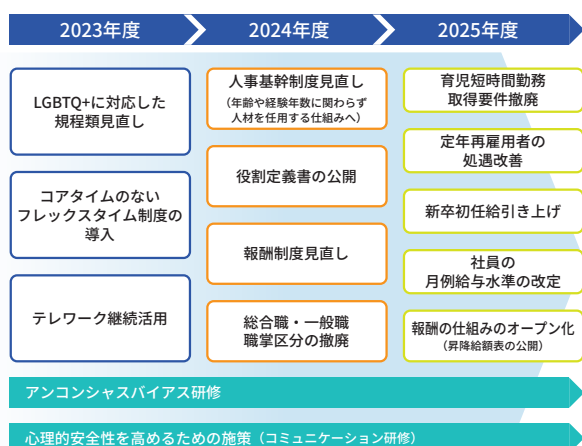 2023年度
2024年度
2025年度
LGBTQ+に対応した
規程類見直し
コアタイムのない
フレックスタイム制度の
導入
テレワーク継続活用
人事基幹制度見直し
（年齢や経験年数に関わらず
人材を任用する仕組みへ）
役割定義書の公開
報酬制度見直し
総合職・一般職
職掌区分の撤廃
育児短時間勤務
取得要件撤廃
定年再雇用者の
処遇改善
新卒初任給引き上げ
社員の
月例給与水準の改定
報酬の仕組みのオープン化
（昇降給額表の公開）
アンコンシャスバイアス研修
心理的安全性を高めるための施策（コミュニケーション研修）